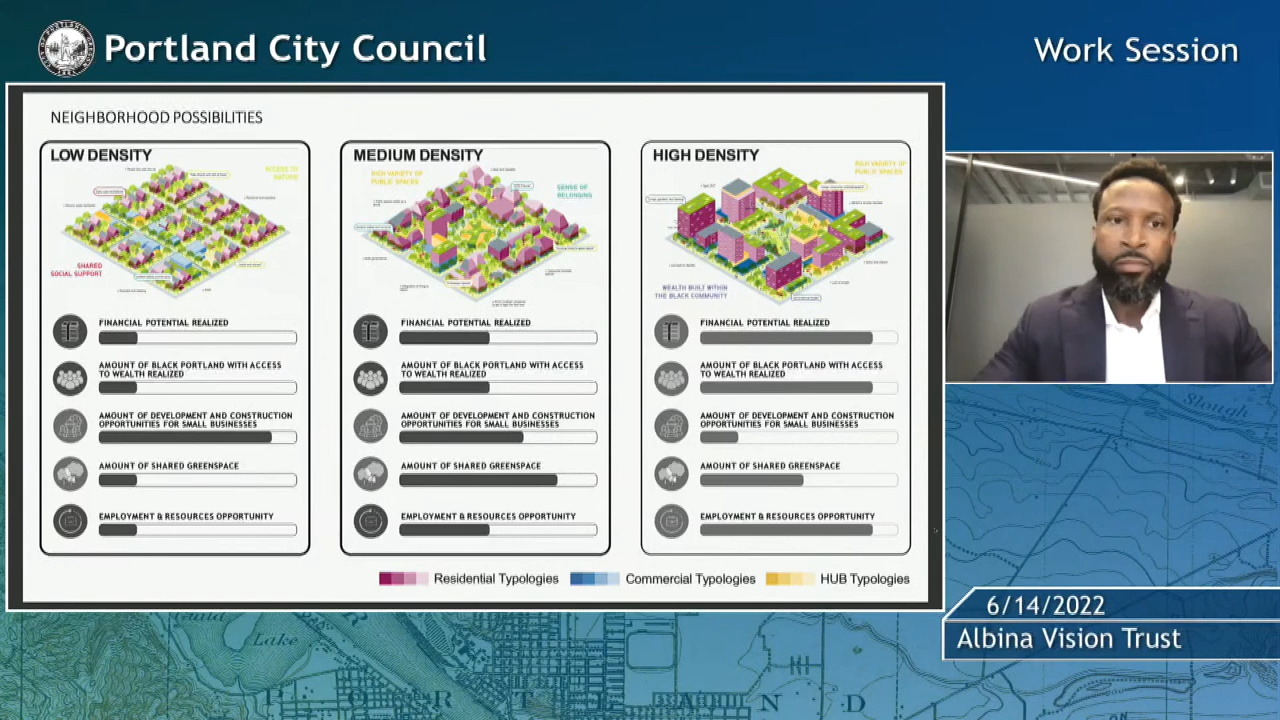 Portland City Council
Work Session
NEIGHBORHOOD POSSIBILITIES
LOW DENSITY
ACCESS TO
NATURE
SHARED
SOCIAL SUPPORT
FINANCIAL POTENTIAL REALIZED
AMOUNT OF BLACK PORTLAND WITH ACCESS
TO WEALTH REALIZED
AMOUNT OF DEVELOPMENT AND CONSTRUCTION
OPPORTUNITIES FOR SMALL BUSINESSES
AMOUNT OF SHARED GREENSPACE
EMPLOYMENT & RESOURCES OPPORTUNITY
MEDIUM DENSITY
RICH VARIETY OF
PUBLIC SPACES
SENSE OF
BELONGING
FINANCIAL POTENTIAL REALIZED
AMOUNT OF BLACK PORTLAND WITH ACCESS
TO WEALTH REALIZED
AMOUNT OF DEVELOPMENT AND CONSTRUCTION
OPPORTUNITIES FOR SMALL BUSINESSES
AMOUNT OF SHARED GREENSPACE
EMPLOYMENT & RESOURCES OPPORTUNITY
HIGH DENSITY
RICH VARIETY OF
PUBLIC SPACES
WEALTH BUILT WITHIN
THE BLACK COMMUNITY
FINANCIAL POTENTIAL REALIZED
AMOUNT OF BLACK PORTLAND WITH ACCESS
TO WEALTH REALIZED
AMOUNT OF DEVELOPMENT AND CONSTRUCTION
OPPORTUNITIES FOR SMALL BUSINESSES
AMOUNT OF SHARED GREENSPACE
EMPLOYMENT & RESOURCES OPPORTUNITY
Residential Typologies
Commercial Typologies
HUB Typologies
6/14/2022
Albina Vision Trust
Slough
Guild
Lake
P O R T L A N D